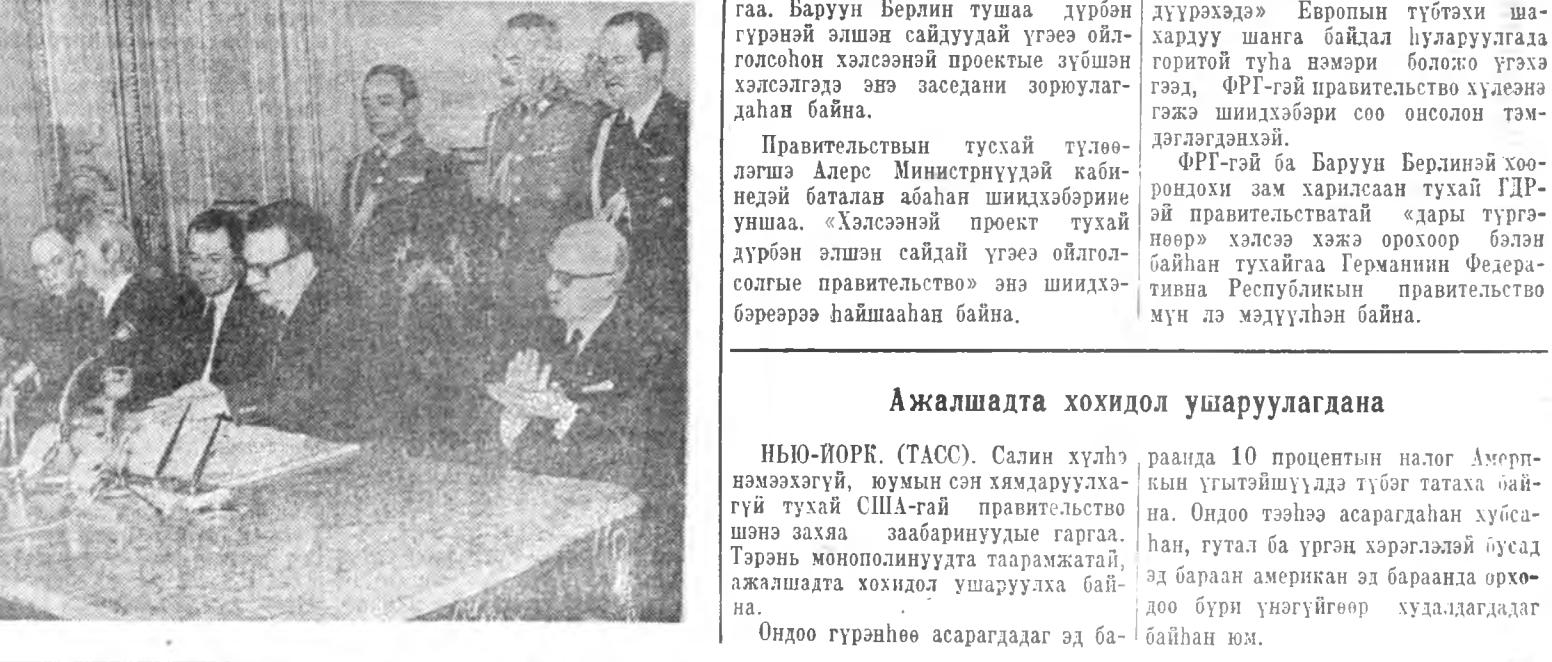 гаа. Баруун Берлин тушаа дүрбэн
гүрэнэй элшэн сайдуудай үгэеэ ойл-
голсоһон хэлсээнэй проектые зүбшэн
хэлсэлгэдэ энэ заседани зорюулаг-
даһан байна.
Правительствын тусхай түлөө-
лэгшэ Алерс Министрнүүдэй каби-
недэй баталан абаһан шиидхэбэриие
уншаа. «Хэлсээнэй проект тухай
дүрбэн элшэн сайдай үгэеэ ойлгол-
солгые правительство» энэ шиидхэ-
бэреэрээ һайшааһан байна.
дүүрэхэдэ» Европын түбтэхи ша-
хардуу шанга байдал һуларуулгада
горитой туһа нэмэри боложо үгэхэ
гээд, ФРГ-гэй правительство хүлеэнэ
гэжэ шиидхэбэри соо онсолон тэм-
дэглэгдэнхэй.
ФРГ-гэй ба Баруун Берлинэй хоо-
рондохи зам харилсаан тухай ГДР-
эй правительстватай «дары түргэ-
нөөр» хэлсээ хэжэ орохоор бэлэн
байһан тухайгаа Германиин Федера-
тивна Республикын правительство
мүн лэ мэдүүлһэн байна.
Ажалшадта хохидол ушаруулагдана
НЬЮ-ЙОРК. (ТАСС). Салин хүлһэ
нэмээхэгүй, юумын сэн хямдаруулха-
гүй тухай США-гай правительство
шэнэ захяа заабаринуудые гаргаа.
Тэрэнь монополинуудта таарамжатай,
ажалшадта хохидол ушаруулха бай-
на.
Ондоо гүрэнһөө асарагдадаг эд ба-
раанда 10 процентын налог Амери-
кын үгытэйшүүлдэ түбэг татаха бай-
на. Ондоо тээһээ асарагдаһан хубса-
һан, гутал ба үргэн хэрэглэлэй бусад
эд бараан американ эд бараанда орхо-
доо бүри үнэгүйгөөр худалдагдадаг
байһан юм.